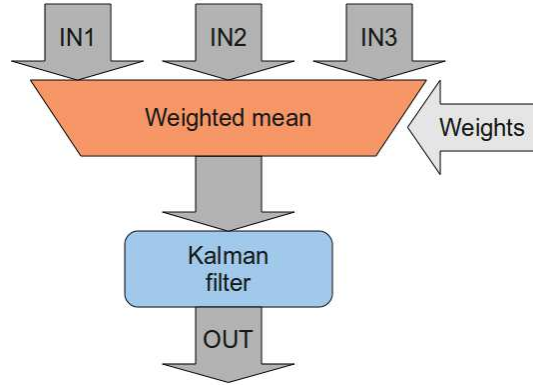 IN1 IN2 IN3
Weighted mean
Weights
Kalman
filter
OUT